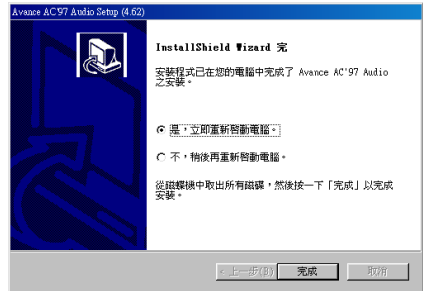 Avance AC'97 Audio Setup (4.62)
InstallShield Wizard 完
安裝程式已在您的電腦中完成了 Avance AC'97 Audio
之安裝。
是，立即重新啟動電腦。
不，稍後再重新啟動電腦。
從磁碟機中取出所有磁碟，然後按一下「完成」以完成
安裝。
< 上一步(B)
完成
取消